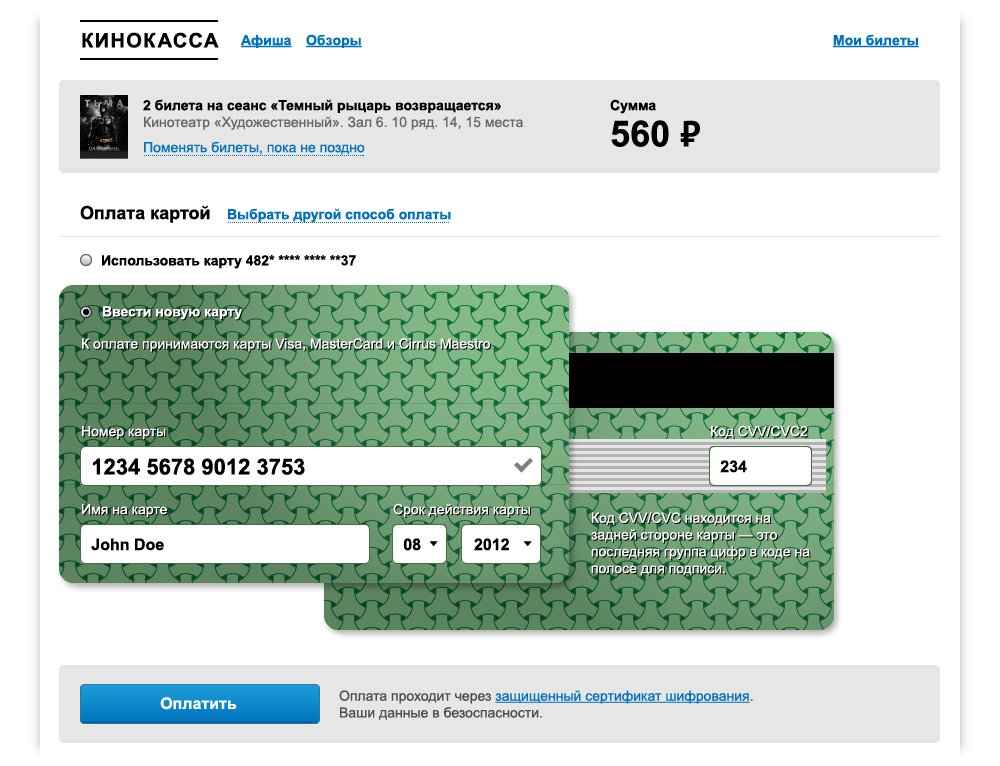 КИНОКАССА Афиша Обзоры Мои билеты
ТЬМА
2 билета на сеанс «Темный рыцарь возвращается»
Кинотеатр «Художественный». Зал 6. 10 ряд. 14, 15 места
Поменять билеты, пока не поздно
Сумма
560 ₽
Оплата картой Выбрать другой способ оплаты
Использовать карту 482* **** **** **37
Ввести новую карту
К оплате принимаются карты Visa, MasterCard и Cirrus Maestro
Номер карты
1234 5678 9012 3753
Имя на карте
John Doe
Срок действия карты
08 2012
Код CVV/CVC2
234
Код CVV/CVC находится на
задней стороне карты — это
последняя группа цифр в коде на
полосе для подписи.
Оплатить
Оплата проходит через защищенный сертификат шифрования.
Ваши данные в безопасности.